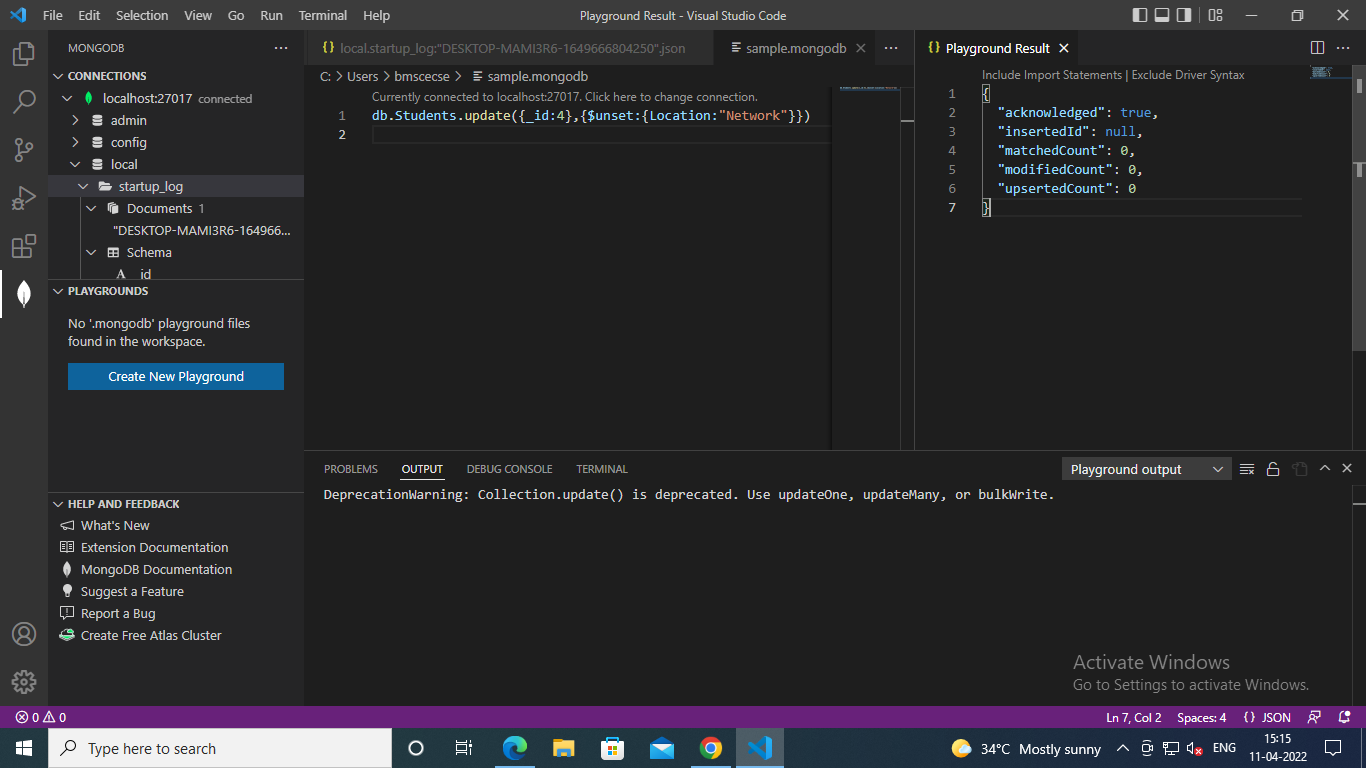 File Edit Selection View Go Run Terminal Help
Playground Result - Visual Studio Code
MONGODB
CONNECTIONS
localhost:27017 connected
admin
config
local
startup_log
Documents 1
"DESKTOP-MAMI3R6-164966...
Schema
_id
PLAYGROUNDS
No '.mongodb' playground files
found in the workspace.
Create New Playground
HELP AND FEEDBACK
What's New
Extension Documentation
MongoDB Documentation
Suggest a Feature
Report a Bug
Create Free Atlas Cluster
{} local.startup_log:"DESKTOP-MAMI3R6-1649666804250".json
sample.mongodb
C: > Users > bmscecse > sample.mongodb
Currently connected to localhost:27017. Click here to change connection.
1 db.Students.update({_id:4},{$unset:{Location:"Network"}})
2
{} Playground Result
Include Import Statements | Exclude Driver Syntax
1 {
2 "acknowledged": true,
3 "insertedId": null,
4 "matchedCount": 0,
5 "modifiedCount": 0,
6 "upsertedCount": 0
7 }
PROBLEMS OUTPUT DEBUG CONSOLE TERMINAL
Playground output
DeprecationWarning: Collection.update() is deprecated. Use updateOne, updateMany, or bulkWrite.
Activate Windows
Go to Settings to activate Windows.
0 0
Ln 7, Col 2 Spaces: 4 {} JSON
Type here to search
34°C Mostly sunny
ENG
15:15
11-04-2022